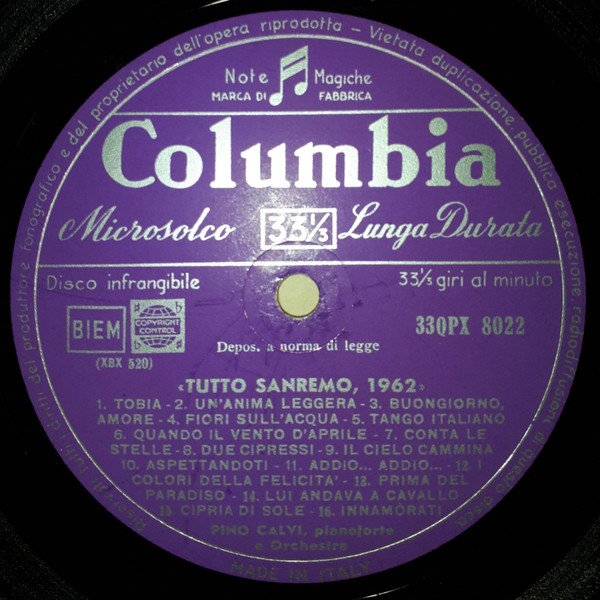 Riservati tutti i diritti del produttore fonografico e del proprietario dell'opera riprodotta - Vietata duplicazione pubblica esecuzione radiodiffusione di questo disco.
Note Magiche
MARCA DI FABBRICA
Columbia
Microsolco 33⅓ Lunga Durata
Disco infrangibile 33⅓ giri al minuto
BIEM COPYRIGHT CONTROL 33QPX 8022
Depos. a norma di legge
(XBX 520)
«TUTTO SANREMO, 1962»
1. TOBIA - 2. UN'ANIMA LEGGERA - 3. BUONGIORNO,
AMORE - 4. FIORI SULL'ACQUA - 5. TANGO ITALIANO
6. QUANDO IL VENTO D'APRILE - 7. CONTA LE
STELLE - 8. DUE CIPRESSI - 9. IL CIELO CAMMINA
10. ASPETTANDOTI - 11. ADDIO... ADDIO... - 12. I
COLORI DELLA FELICITA' - 13. PRIMA DEL
PARADISO - 14. LUI ANDAVA A CAVALLO
15. CIPRIA DI SOLE - 16. INNAMORATI
PINO CALVI, pianoforte
e Orchestra
MADE IN ITALY